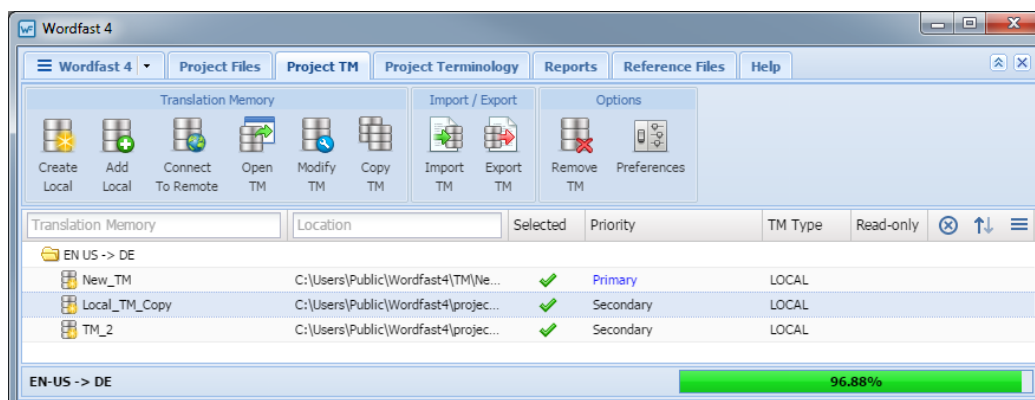 Wordfast 4
Wordfast 4 Project Files Project TM Project Terminology Reports Reference Files Help
Translation Memory Import / Export Options
Create Local Add Local Connect To Remote Open TM Modify TM Copy TM Import TM Export TM Remove TM Preferences
Translation Memory Location Selected Priority TM Type Read-only
EN US -> DE
New_TM C:\Users\Public\Wordfast4\TM\Ne... Primary LOCAL
Local_TM_Copy C:\Users\Public\Wordfast4\projec... Secondary LOCAL
TM_2 C:\Users\Public\Wordfast4\projec... Secondary LOCAL
EN-US -> DE 96.88%